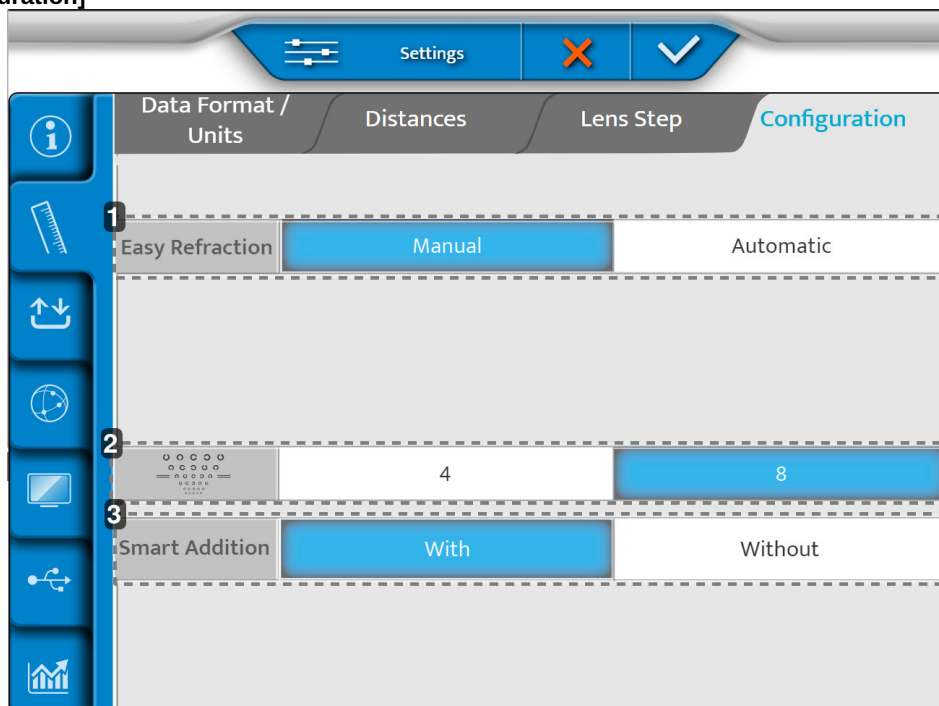 uration]
Settings
Data Format /
Units
Distances
Lens Step
Configuration
1
Easy Refraction
Manual
Automatic
2
4
8
3
Smart Addition
With
Without